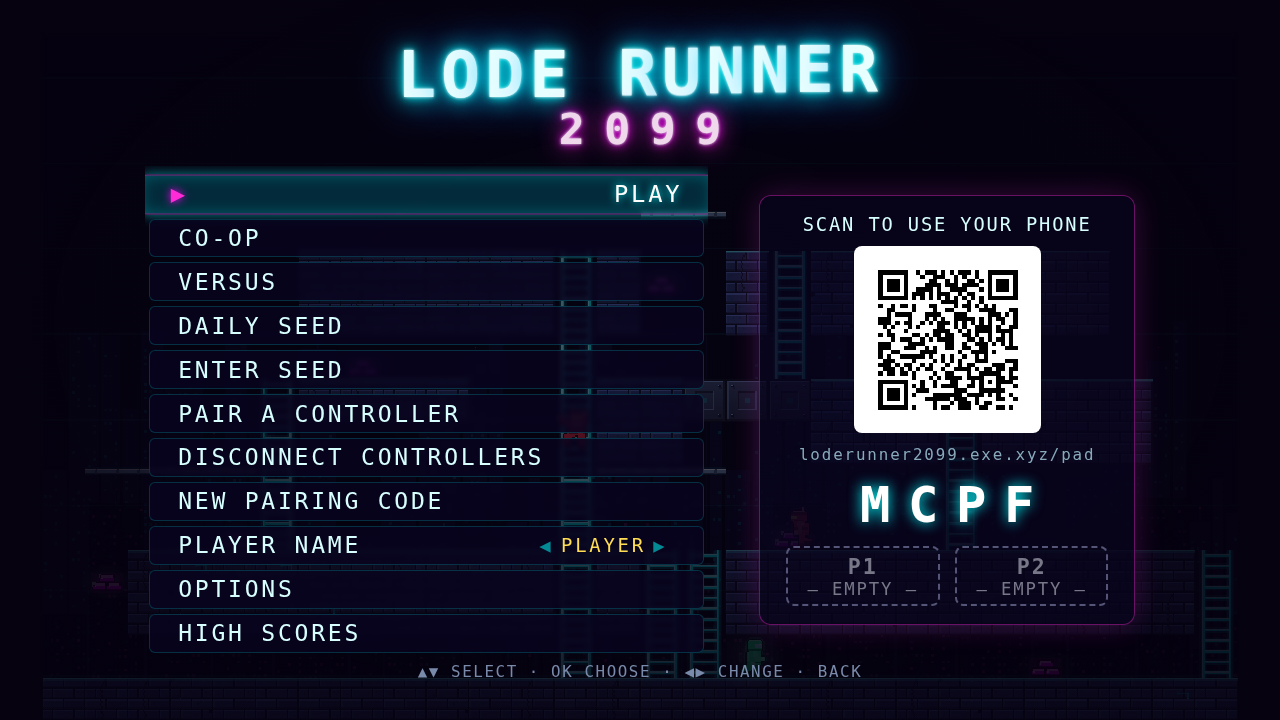 LODE RUNNER
2099
▶ PLAY
CO-OP
VERSUS
DAILY SEED
ENTER SEED
PAIR A CONTROLLER
DISCONNECT CONTROLLERS
NEW PAIRING CODE
PLAYER NAME ◀ PLAYER ▶
OPTIONS
HIGH SCORES
SCAN TO USE YOUR PHONE
loderunner2099.exe.xyz/pad
MCPF
P1 P2
— EMPTY — — EMPTY —
▲▼ SELECT · OK CHOOSE · ◀▶ CHANGE · BACK